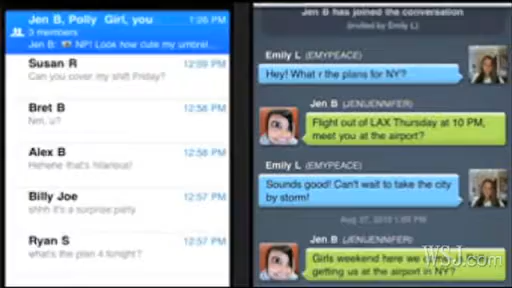 Jen B, Polly Girl, you 1:26 PM
3 members
Jen B: NP! Look how cute my umbrel...
Susan R 12:59 PM
Can you cover my shift Friday?
Bret B 12:58 PM
Nm, u?
Alex B 12:58 PM
Hehehe that's hilarious!
Billy Joe 12:57 PM
shhh it's a surprise party
Ryan S 12:57 PM
what's the plan 4 tonight?
Jen B has joined the conversation
(invited by Emily L)
Emily L (EMYPEACE)
Hey! What r the plans for NY?
Jen B (JENJENNIFER)
Flight out of LAX Thursday at 10 PM,
meet you at the airport?
Emily L (EMYPEACE)
Sounds good! Can't wait to take the city
by storm!
Aug 27, 2010 1:55 PM
Jen B (JENJENNIFER)
Girls weekend here we
getting us at the airport in NY?
WSJ.com